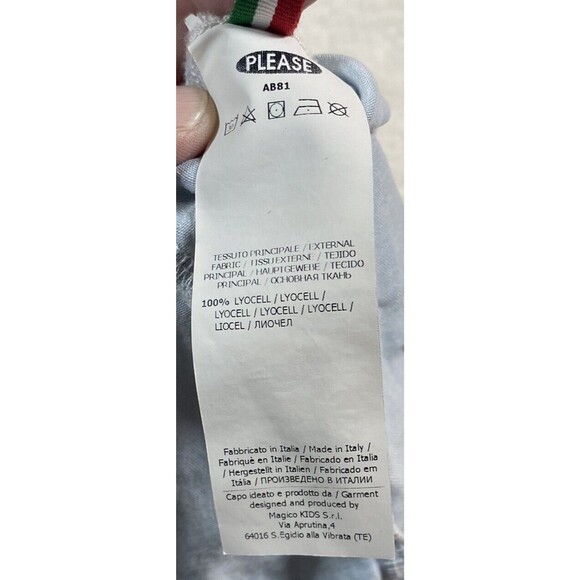 PLEASE
AB81
TESSUTO PRINCIPALE / EXTERNAL
FABRIC / TISSU EXTERNE / TEJIDO
PRINCIPAL / HAUPTGEWEBE / TECIDO
PRINCIPAL / ОСНОВНАЯ ТКАНЬ
100% LYOCELL / LYOCELL /
LYOCELL / LYOCELL / LYOCELL /
LIOCEL / ЛИОЧЕЛ
Fabbricato in Italia / Made in Italy /
Fabriquè en Italie / Fabricado en Italia
/ Hergestellt in Italien / Fabricado em
Itàlia / ПРОИЗВЕДЕНО В ИТАЛИИ
Capo ideato e prodotto da / Garment
designed and produced by
Magico KIDS S.r.l.
Via Aprutina,4
64016 S.Egidio alla Vibrata (TE)